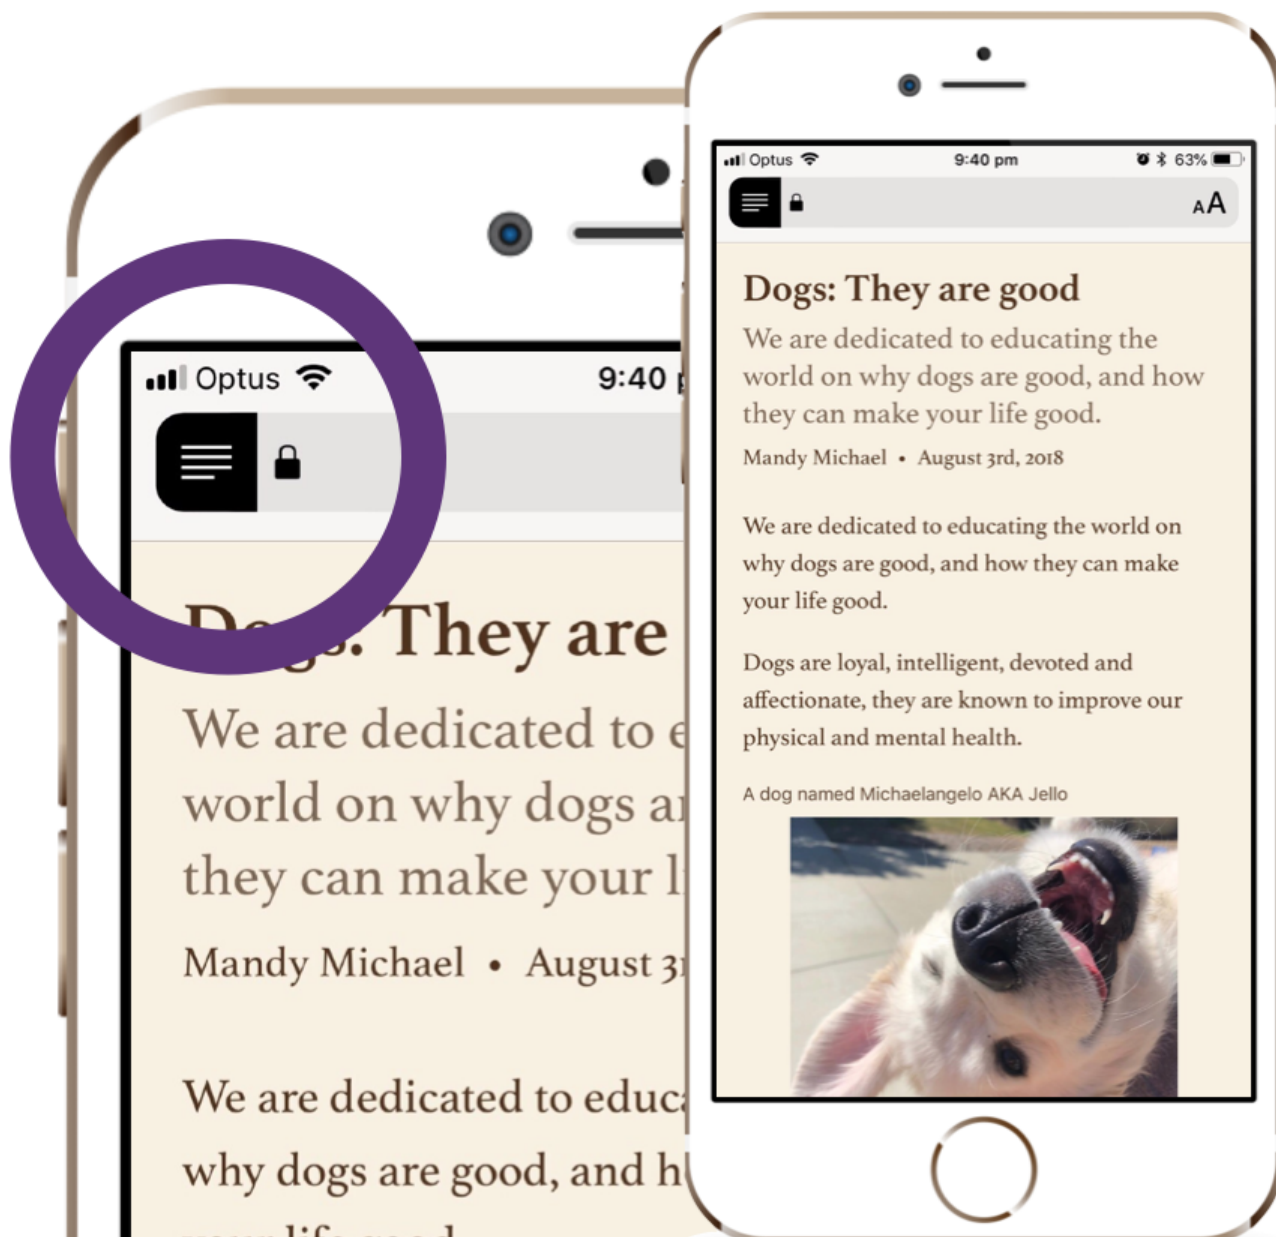 Optus
9:40
Dogs: They are
We are dedicated to
world on why dogs
they can make your
Mandy Michael • August
We are dedicated to
why dogs are good, and
your life good
Optus 9:40 pm 63%
AA
Dogs: They are good
We are dedicated to educating the
world on why dogs are good, and how
they can make your life good.
Mandy Michael • August 3rd, 2018
We are dedicated to educating the world on
why dogs are good, and how they can make
your life good.
Dogs are loyal, intelligent, devoted and
affectionate, they are known to improve our
physical and mental health.
A dog named Michaelangelo AKA Jello